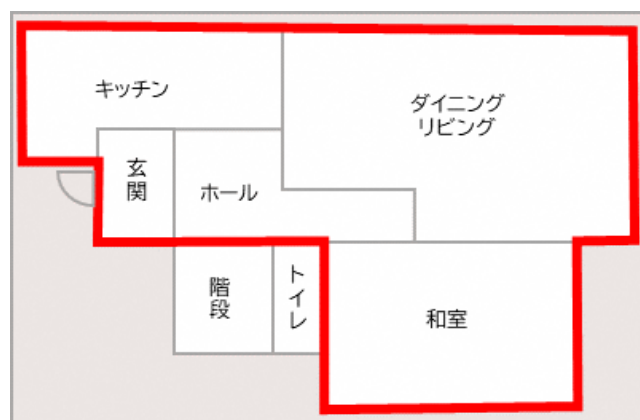 キッチン
ダイニング
リビング
玄関
ホール
階段
トイレ
和室